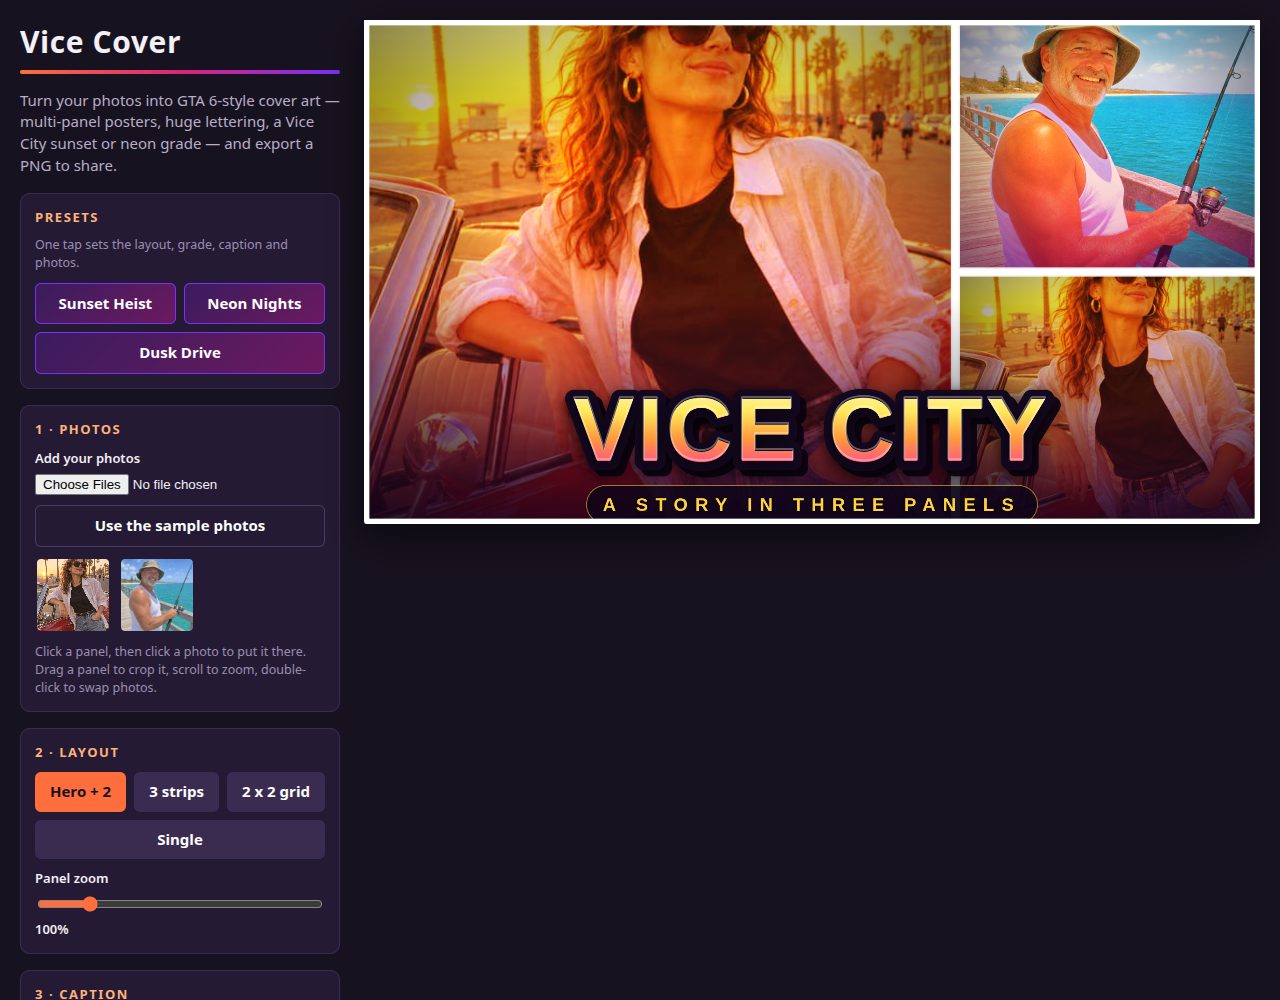 Vice Cover
Turn your photos into GTA 6-style cover art —
multi-panel posters, huge lettering, a Vice
City sunset or neon grade — and export a
PNG to share.
PRESETS
One tap sets the layout, grade, caption and
photos.
Sunset Heist
Neon Nights
Dusk Drive
1 · PHOTOS
Add your photos
Choose Files No file chosen
Use the sample photos
Click a panel, then click a photo to put it there.
Drag a panel to crop it, scroll to zoom, double-
click to swap photos.
2 · LAYOUT
Hero + 2
3 strips
2 x 2 grid
Single
Panel zoom
100%
3 · CAPTION
VICE CITY
A STORY IN THREE PANELS